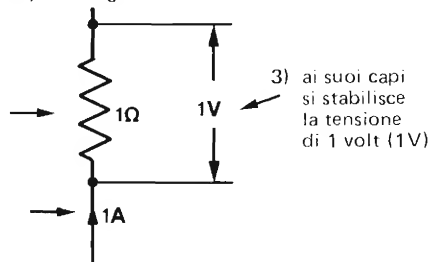 1Ω
1V
3) ai suoi capi
si stabilisce
la tensione
di 1 volt (1V)
1A